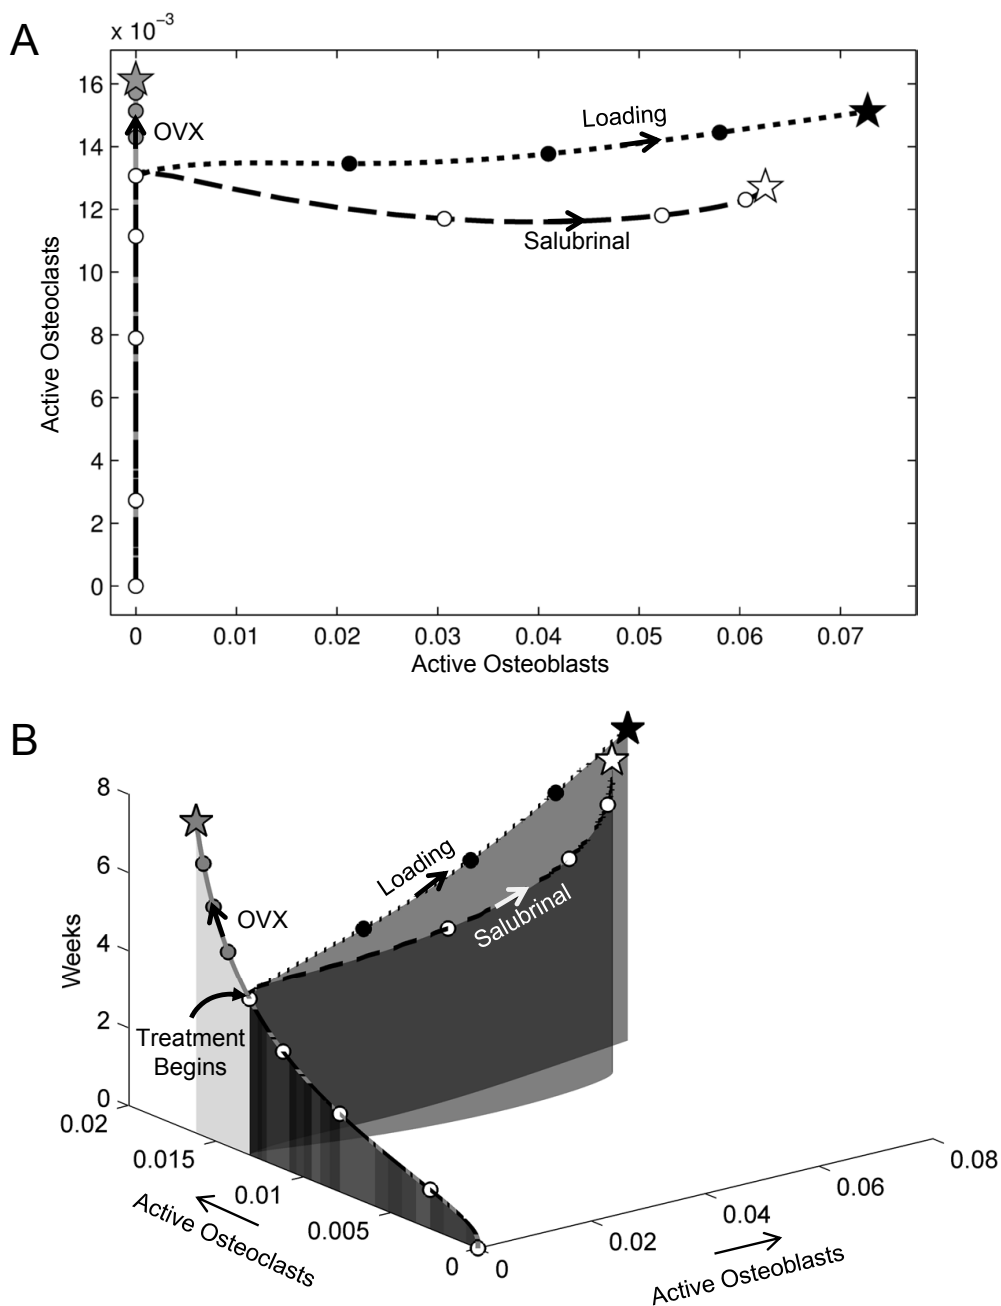 A
x 10⁻³
16
14
12
10
8
6
4
2
0
Active Osteoclasts
OVX
Loading
Salubrinal
0 0.01 0.02 0.03 0.04 0.05 0.06 0.07
Active Osteoblasts
B
8
6
4
2
0
Weeks
OVX
Loading
Salubrinal
Treatment
Begins
0.02
0.015
0.01
0.005
0
Active Osteoclasts
0
0.02
0.04
0.06
0.08
Active Osteoblasts